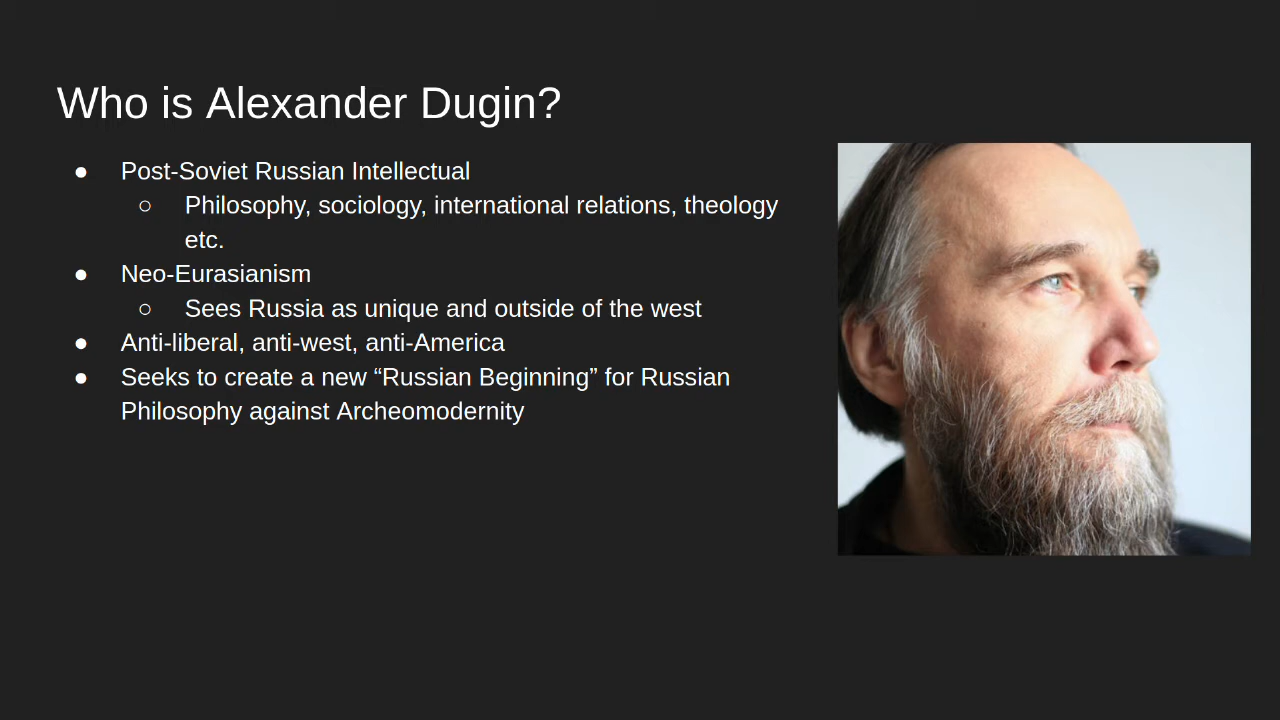 Who is Alexander Dugin?
● Post-Soviet Russian Intellectual
○ Philosophy, sociology, international relations, theology
etc.
● Neo-Eurasianism
○ Sees Russia as unique and outside of the west
● Anti-liberal, anti-west, anti-America
● Seeks to create a new “Russian Beginning” for Russian
Philosophy against Archeomodernity